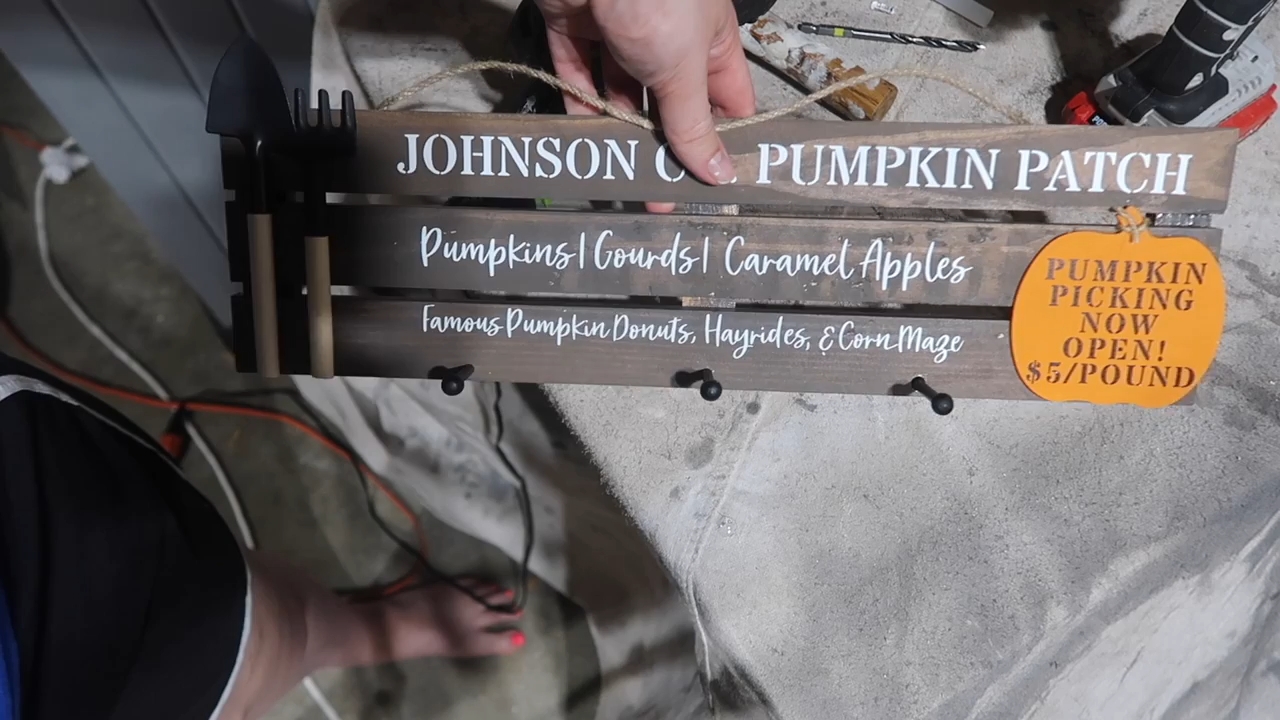 JOHNSON PUMPKIN PATCH
Pumpkins | Gourds | Caramel Apples
Famous Pumpkin Donuts, Hayrides, & Corn Maze
PUMPKIN
PICKING
NOW
OPEN!
$5/POUND